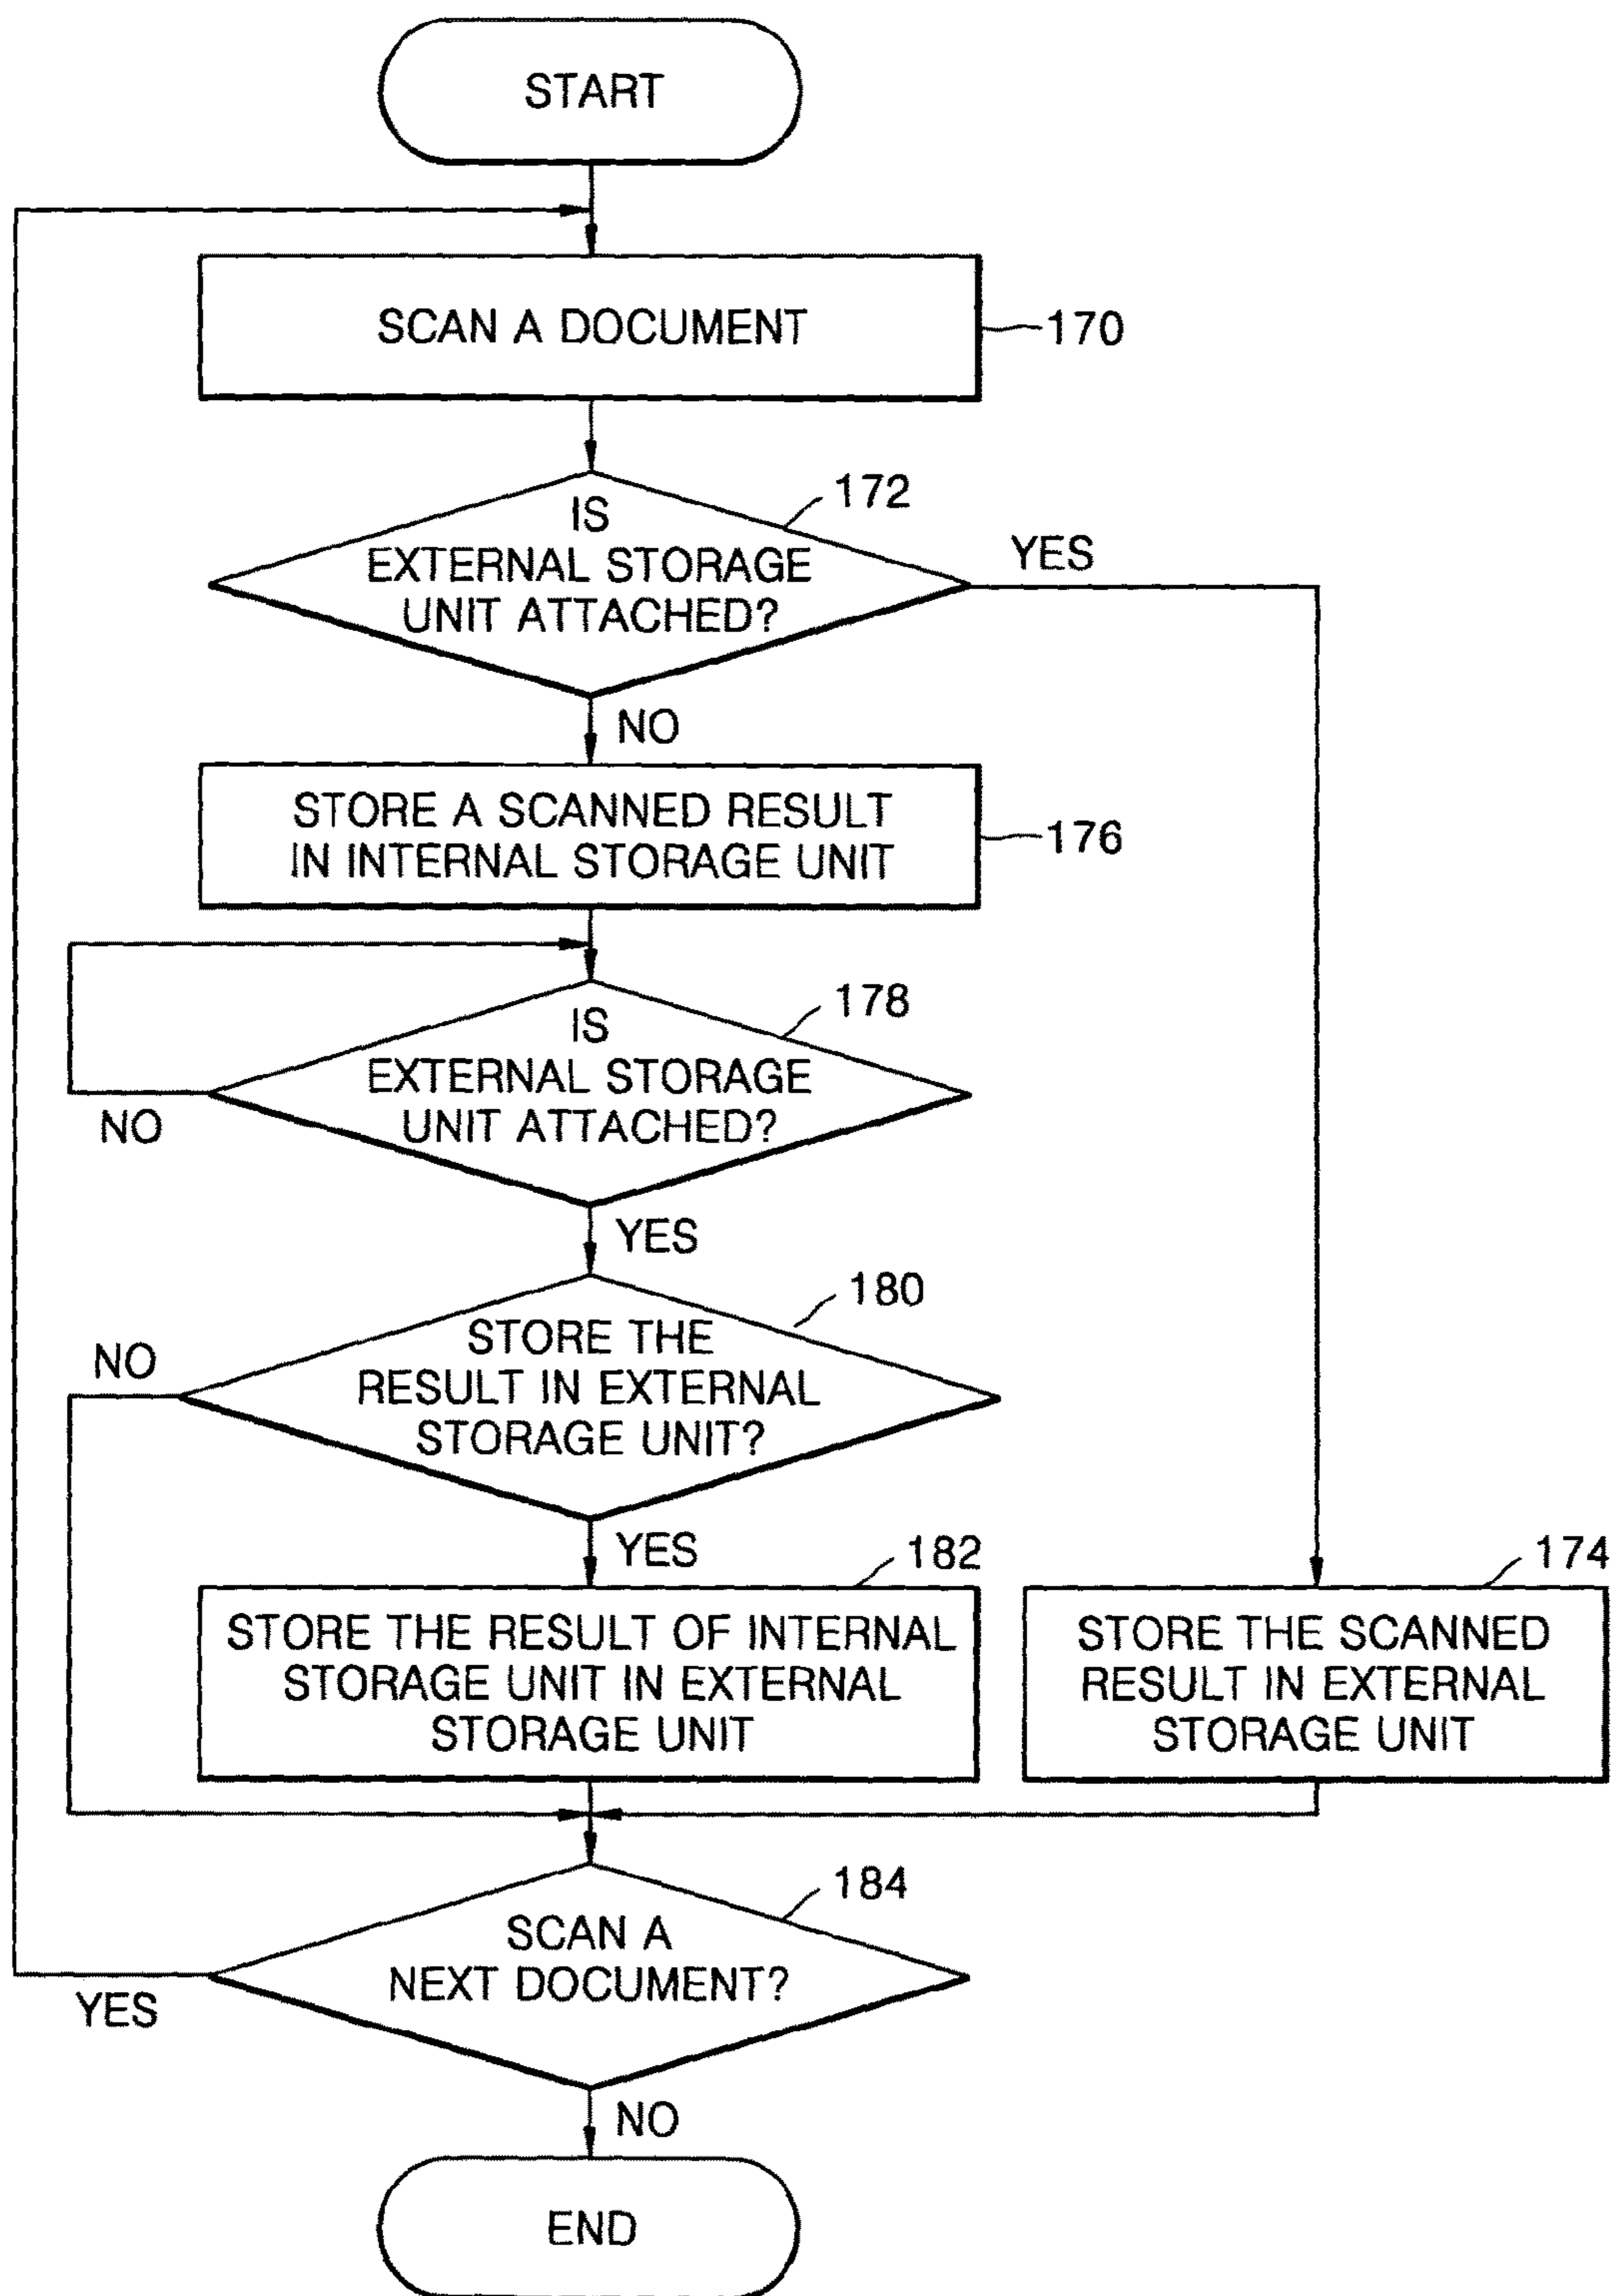 START
SCAN A DOCUMENT
170
172
IS
EXTERNAL STORAGE
UNIT ATTACHED?
YES
NO
STORE A SCANNED RESULT
IN INTERNAL STORAGE UNIT
176
178
IS
EXTERNAL STORAGE
UNIT ATTACHED?
NO
YES
180
STORE THE
RESULT IN EXTERNAL
STORAGE UNIT?
NO
YES
182
STORE THE RESULT OF INTERNAL
STORAGE UNIT IN EXTERNAL
STORAGE UNIT
174
STORE THE SCANNED
RESULT IN EXTERNAL
STORAGE UNIT
184
SCAN A
NEXT DOCUMENT?
YES
NO
END